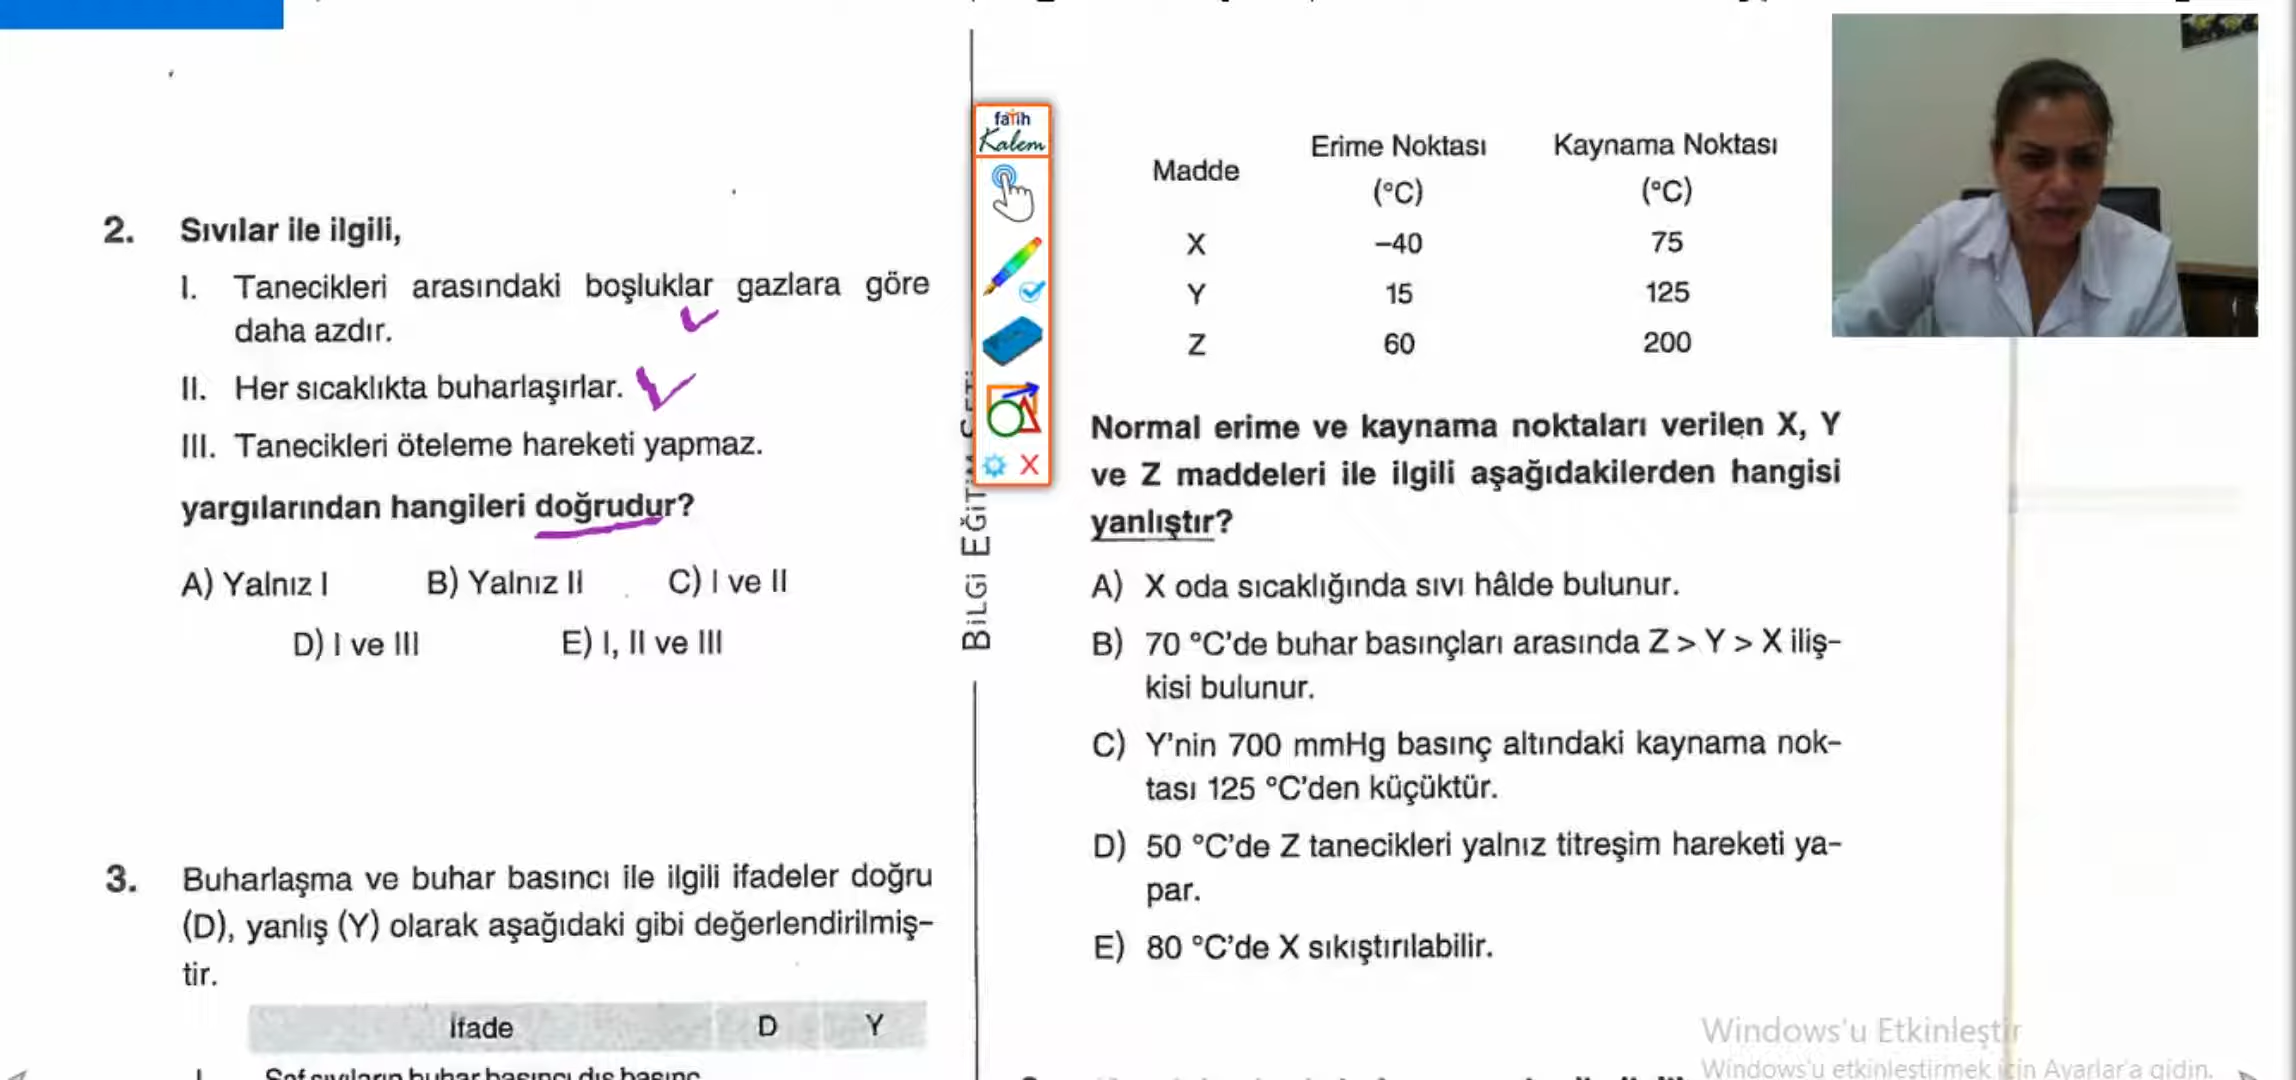 2. Sıvılar ile ilgili,
I. Tanecikleri arasındaki boşluklar gazlara göre
daha azdır.
II. Her sıcaklıkta buharlaşırlar.
III. Tanecikleri öteleme hareketi yapmaz.
yargılarından hangileri doğrudur?
A) Yalnız I B) Yalnız II C) I ve II
D) I ve III E) I, II ve III
3. Buharlaşma ve buhar basıncı ile ilgili ifadeler doğru
(D), yanlış (Y) olarak aşağıdaki gibi değerlendirilmiş-
tir.
İfade D Y
BİLGİ
fatih
Kalem
Madde Erime Noktası (°C) Kaynama Noktası (°C)
X –40 75
Y 15 125
Z 60 200
Normal erime ve kaynama noktaları verilen X, Y
ve Z maddeleri ile ilgili aşağıdakilerden hangisi
yanlıştır?
A) X oda sıcaklığında sıvı hâlde bulunur.
B) 70 °C'de buhar basınçları arasında Z > Y > X iliş-
kisi bulunur.
C) Y'nin 700 mmHg basınç altındaki kaynama nok-
tası 125 °C'den küçüktür.
D) 50 °C'de Z tanecikleri yalnız titreşim hareketi ya-
par.
E) 80 °C'de X sıkıştırılabilir.
Windows'u Etkinleştir
Windows'u etkinleştirmek için Ayarlar'a gidin.